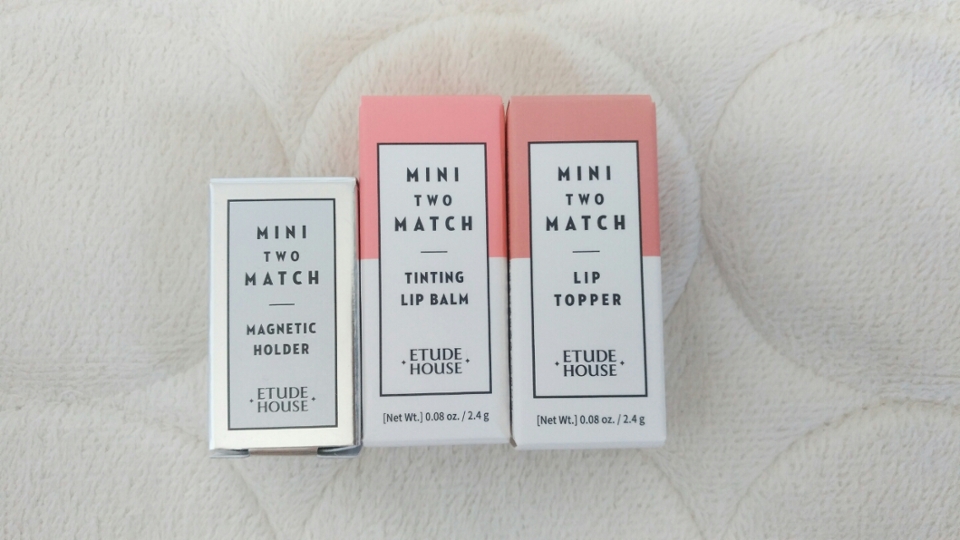 MINI
TWO
MATCH
MAGNETIC
HOLDER
ETUDE
HOUSE
MINI
TWO
MATCH
TINTING
LIP BALM
ETUDE
HOUSE
[Net Wt.] 0.08 oz. / 2.4 g
MINI
TWO
MATCH
LIP
TOPPER
ETUDE
HOUSE
[Net Wt.] 0.08 oz. / 2.4 g